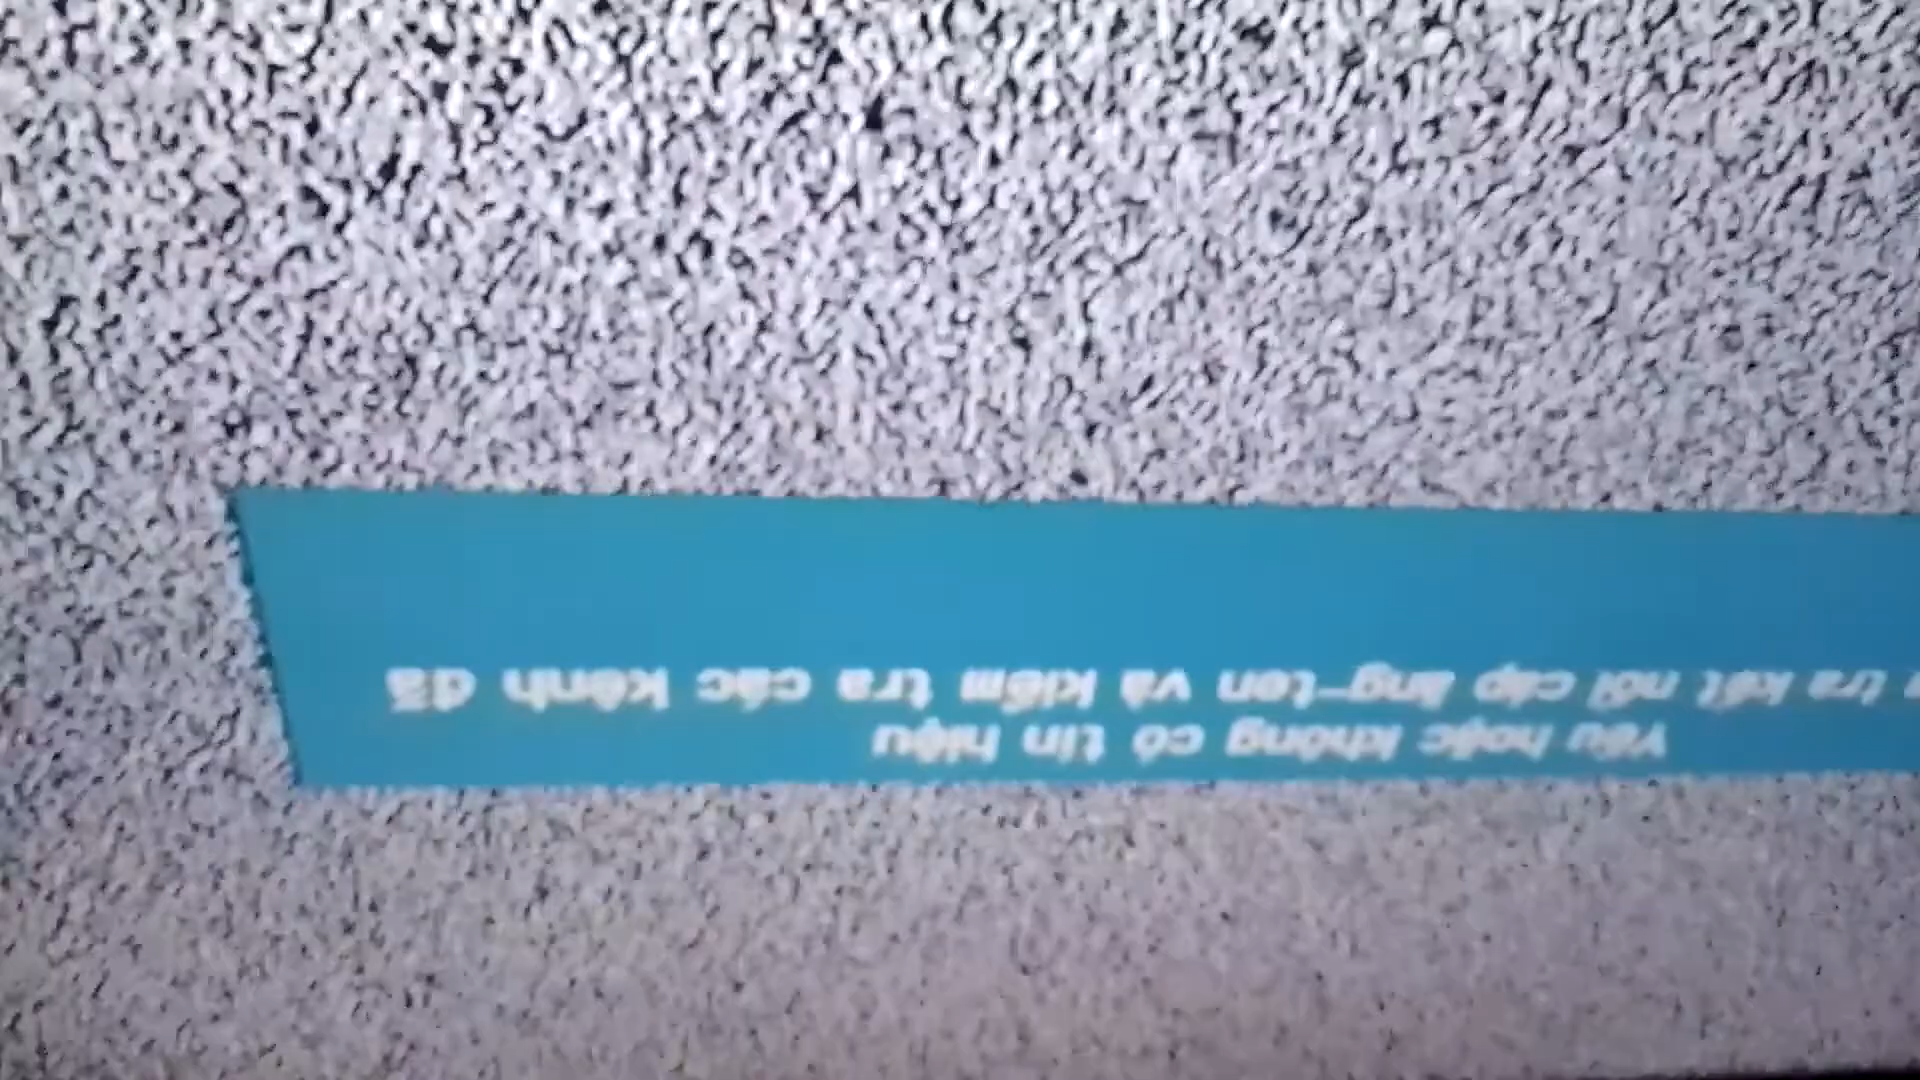 Yếu hoặc không có tín hiệu
tra kết nối cáp ăng-ten và kiểm tra các kênh đã